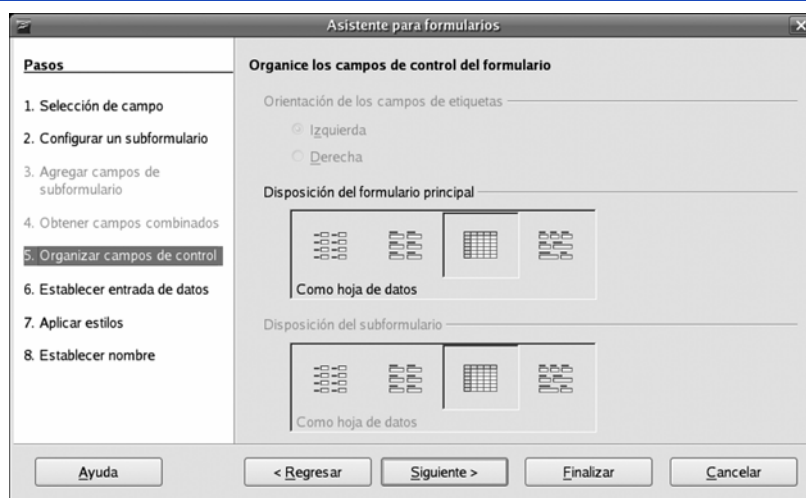 Asistente para formularios
Pasos
1. Selección de campo
2. Configurar un subformulario
3. Agregar campos de
subformulario
4. Obtener campos combinados
5. Organizar campos de control
6. Establecer entrada de datos
7. Aplicar estilos
8. Establecer nombre
Organice los campos de control del formulario
Orientación de los campos de etiquetas
Izquierda
Derecha
Disposición del formulario principal
Como hoja de datos
Disposición del subformulario
Como hoja de datos
Ayuda
< Regresar
Siguiente >
Finalizar
Cancelar